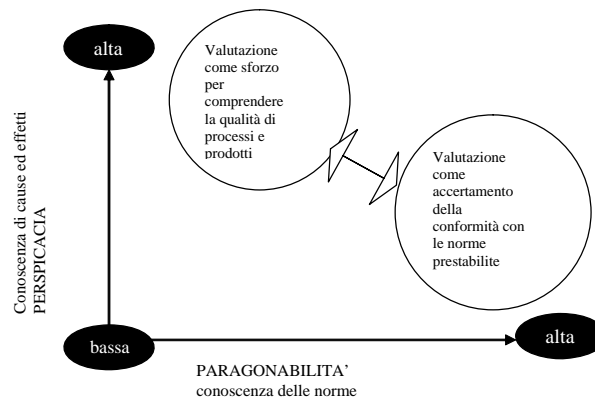 alta
Valutazione
come sforzo
per
comprendere
la qualità di
processi e
prodotti
Valutazione
come
accertamento
della
conformità con
le norme
prestabilite
Conoscenza di cause ed effetti
PERSPICACIA
bassa
alta
PARAGONABILITA’
conoscenza delle norme